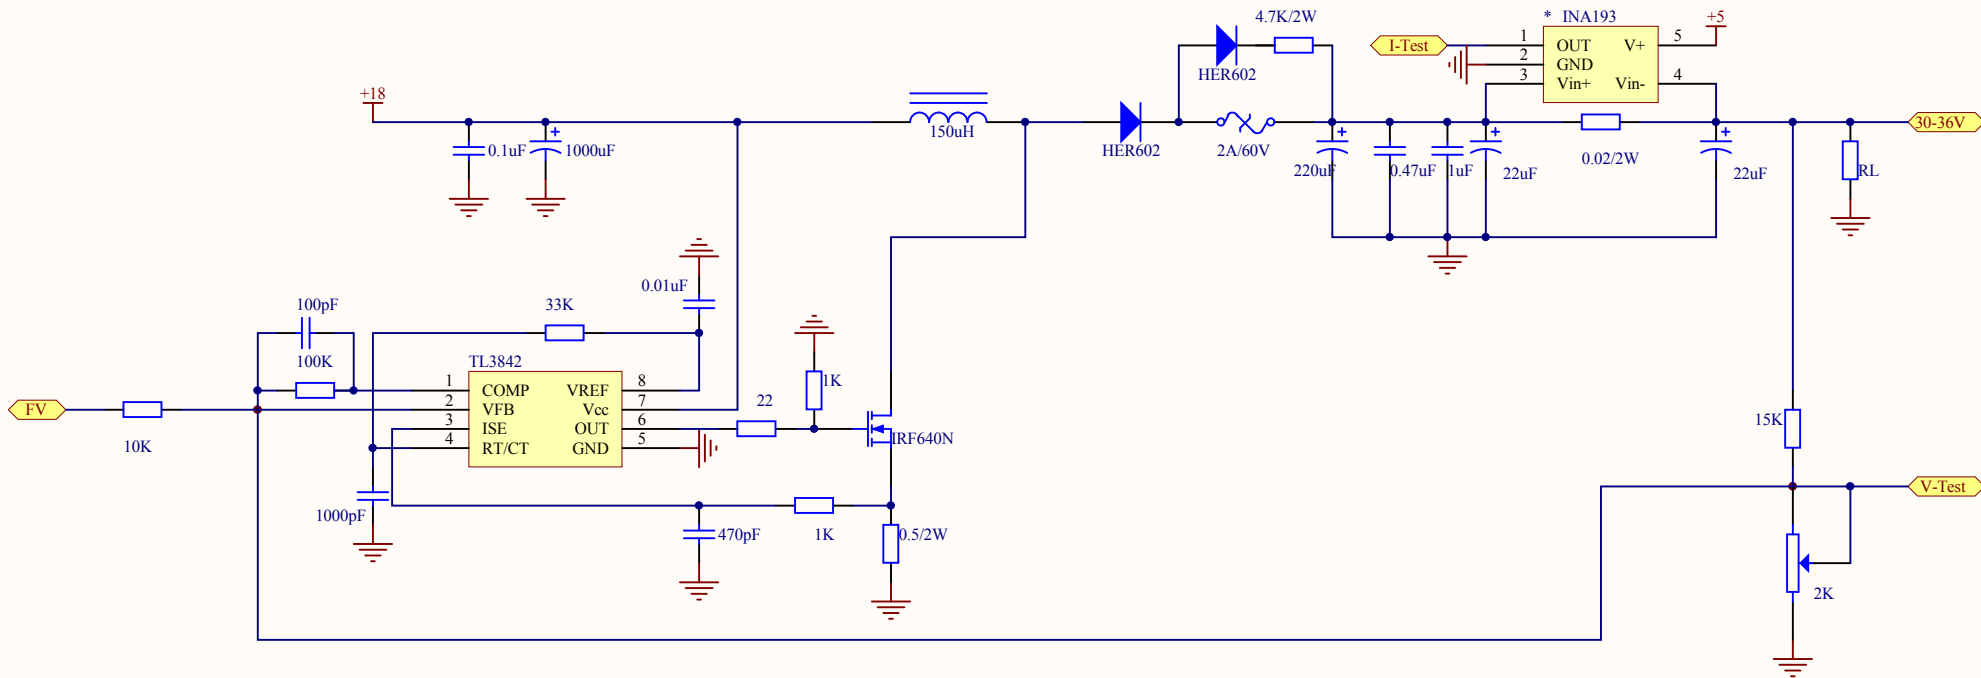 4.7K/2W
* INA193
+5
I-Test
1 OUT V+ 5
2 GND
3 Vin+ Vin- 4
HER602
+18
0.1uF
+
1000uF
150uH
HER602
2A/60V
+
220uF
0.47uF
1uF
+
22uF
0.02/2W
+
22uF
30-36V
RL
0.01uF
100pF
33K
100K
TL3842
1 COMP VREF 8
2 VFB Vcc 7
3 ISE OUT 6
4 RT/CT GND 5
FV
10K
22
1K
IRF640N
15K
1000pF
470pF
1K
0.5/2W
V-Test
2K